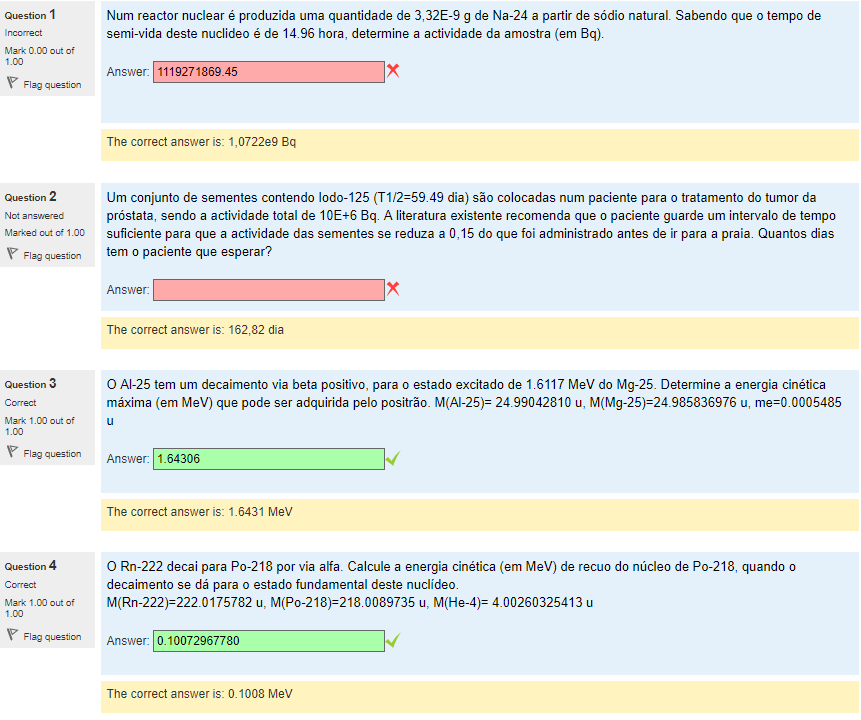 Question 1
Incorrect
Mark 0.00 out of
1.00
Flag question
Num reactor nuclear é produzida uma quantidade de 3,32E-9 g de Na-24 a partir de sódio natural. Sabendo que o tempo de
semi-vida deste nuclideo é de 14.96 hora, determine a actividade da amostra (em Bq).
Answer: 1119271869.45
The correct answer is: 1,0722e9 Bq
Question 2
Not answered
Marked out of 1.00
Flag question
Um conjunto de sementes contendo Iodo-125 (T1/2=59.49 dia) são colocadas num paciente para o tratamento do tumor da
próstata, sendo a actividade total de 10E+6 Bq. A literatura existente recomenda que o paciente guarde um intervalo de tempo
suficiente para que a actividade das sementes se reduza a 0,15 do que foi administrado antes de ir para a praia. Quantos dias
tem o paciente que esperar?
Answer:
The correct answer is: 162,82 dia
Question 3
Correct
Mark 1.00 out of
1.00
Flag question
O Al-25 tem um decaimento via beta positivo, para o estado excitado de 1.6117 MeV do Mg-25. Determine a energia cinética
máxima (em MeV) que pode ser adquirida pelo positrão. M(Al-25)= 24.99042810 u, M(Mg-25)=24.985836976 u, me=0.0005485
u
Answer: 1.64306
The correct answer is: 1.6431 MeV
Question 4
Correct
Mark 1.00 out of
1.00
Flag question
O Rn-222 decai para Po-218 por via alfa. Calcule a energia cinética (em MeV) de recuo do núcleo de Po-218, quando o
decaimento se dá para o estado fundamental deste nuclídeo.
M(Rn-222)=222.0175782 u, M(Po-218)=218.0089735 u, M(He-4)= 4.00260325413 u
Answer: 0.10072967780
The correct answer is: 0.1008 MeV